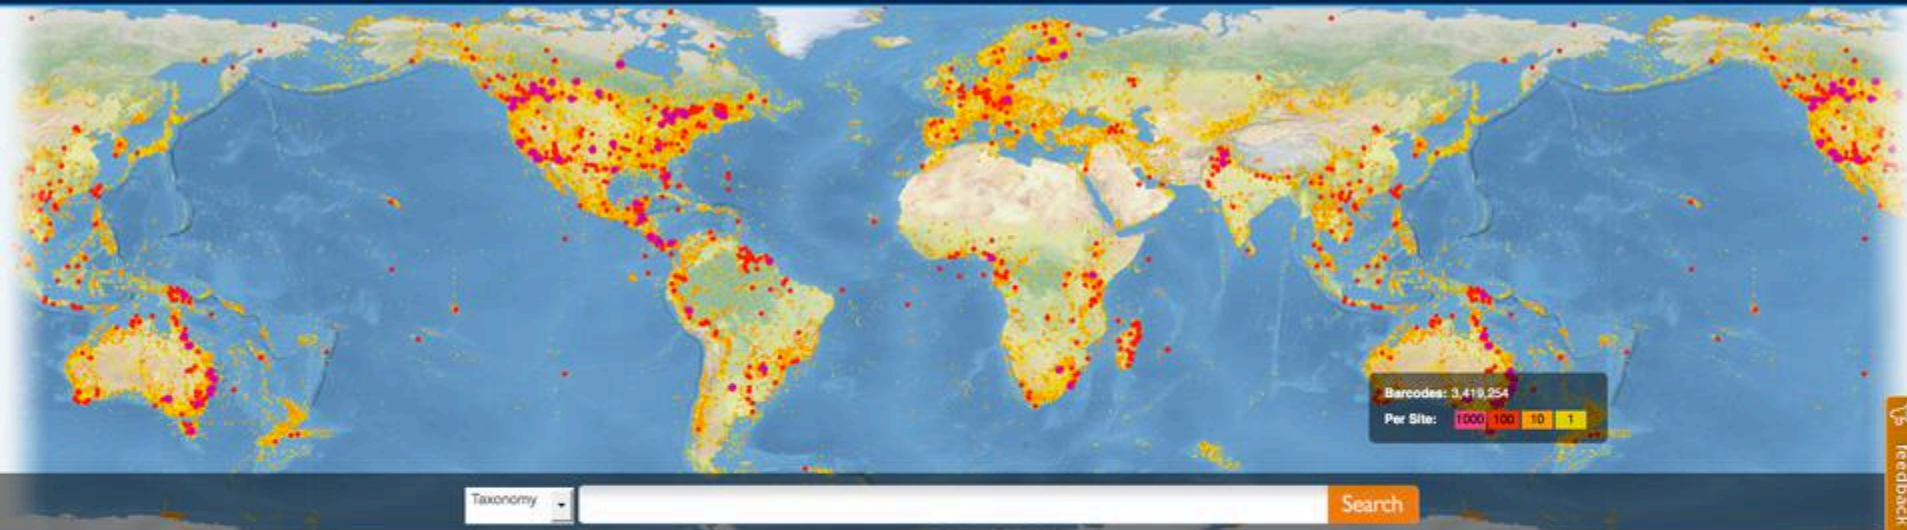 Barcodes: 3,419,254
Per Site: 1000 100 10 1
feedback
Taxonomy
Search